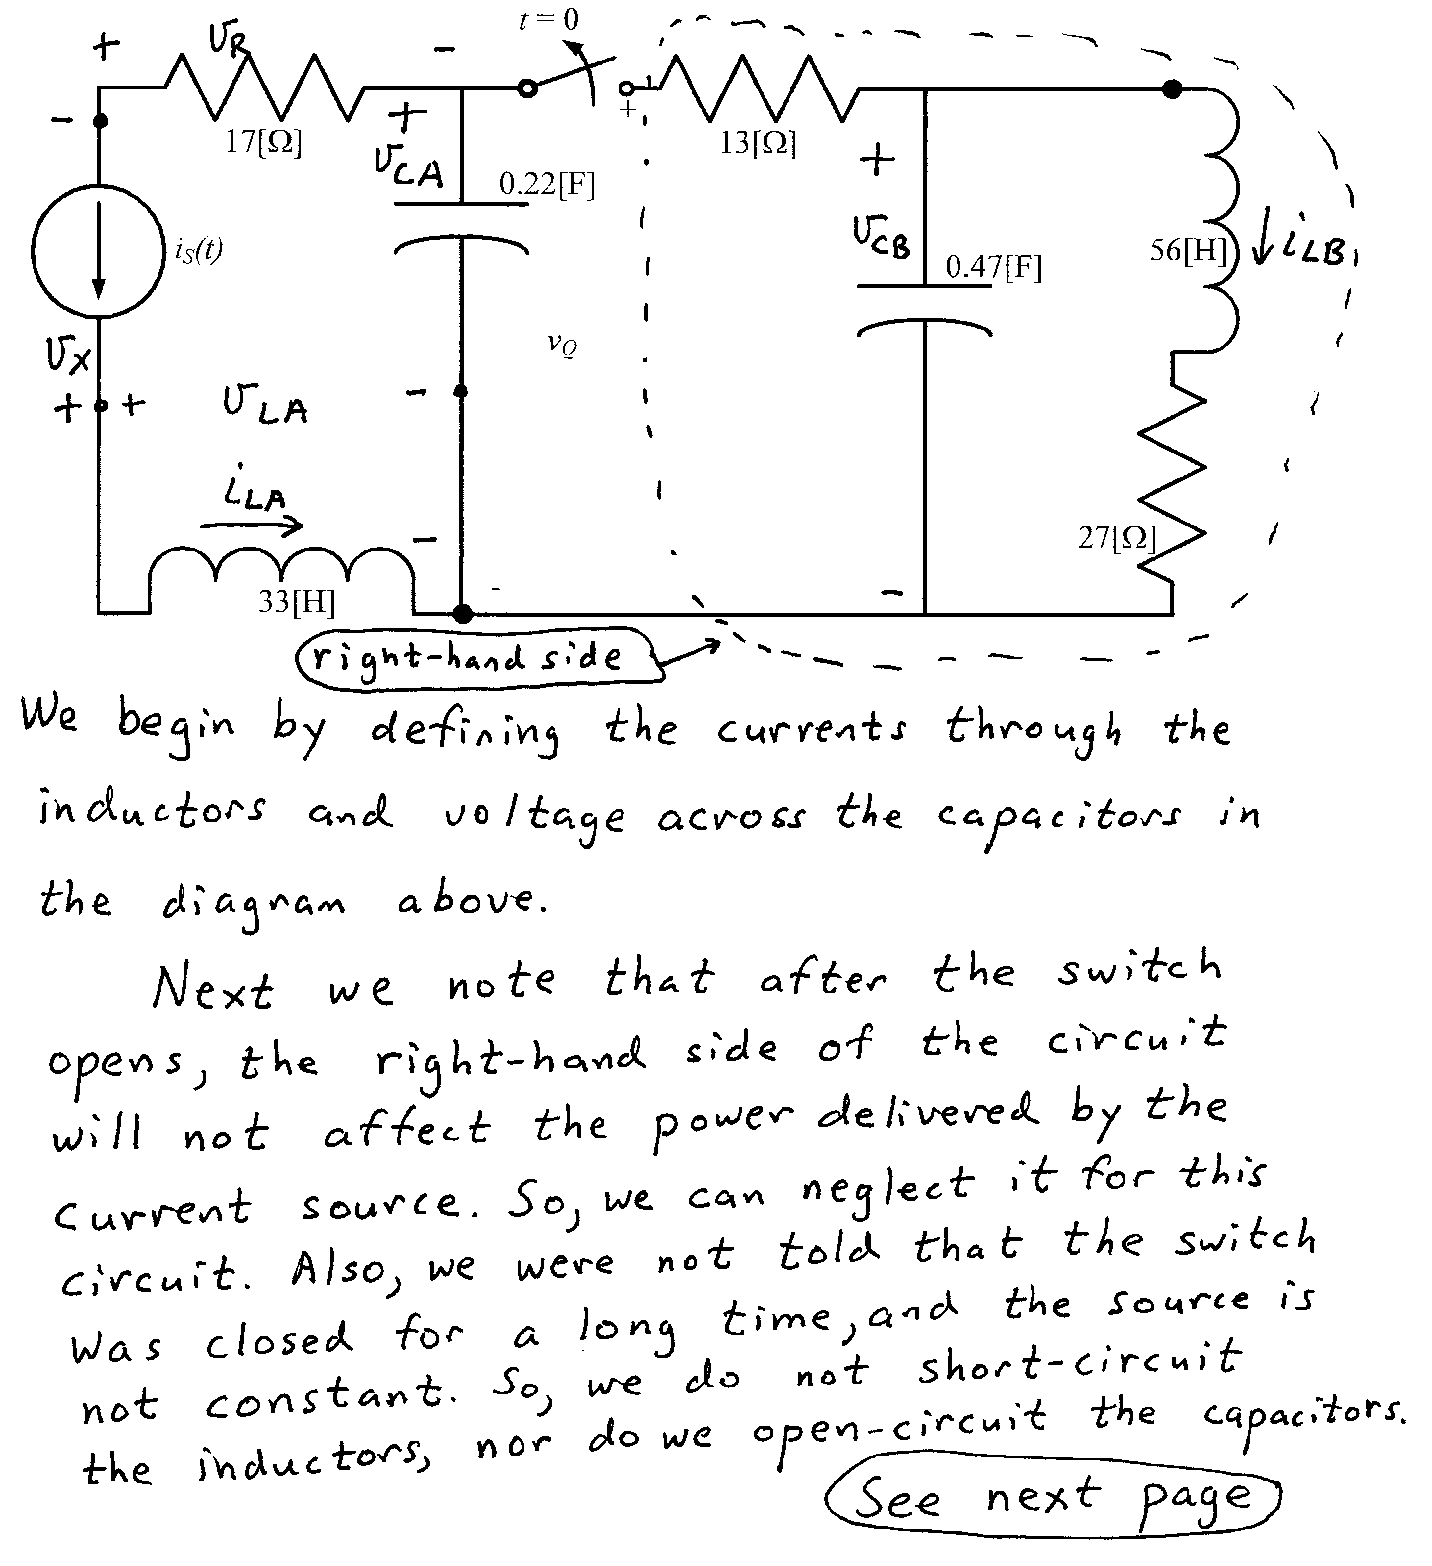 t = 0
+ v_R - 
- + +
17[Ω] 13[Ω]
v_CA 0.22[F] +
i_S(t) v_CB 0.47[F] 56[H] i_LB
v_X v_Q
+ + v_LA -
i_LA
- - -
27[Ω]
33[H]
right-hand side
We begin by defining the currents through the
inductors and voltage across the capacitors in
the diagram above.
Next we note that after the switch
opens, the right-hand side of the circuit
will not affect the power delivered by the
current source. So, we can neglect it for this
circuit. Also, we were not told that the switch
was closed for a long time, and the source is
not constant. So, we do not short-circuit
the inductors, nor do we open-circuit the capacitors.
See next page